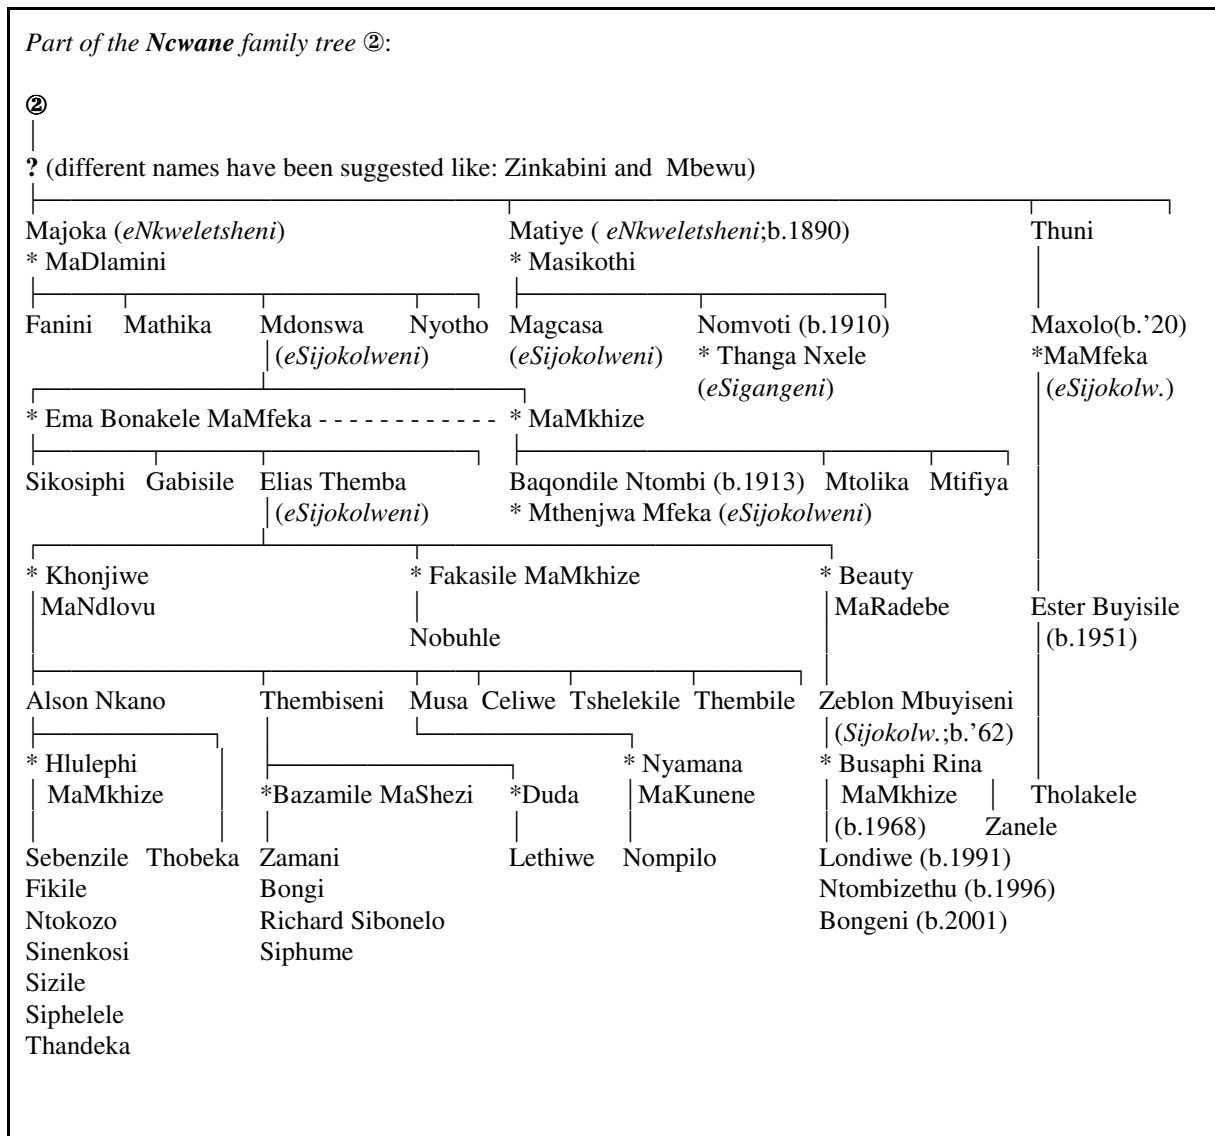 Part of the Ncwane family tree ②:
②
? (different names have been suggested like: Zinkabini and Mbewu)
Majoka (eNkweletsheni) Matiye ( eNkweletsheni;b.1890) Thuni
* MaDlamini * Masikothi
Fanini Mathika Mdonswa Nyotho Magcasa Nomvoti (b.1910) Maxolo(b.’20)
(eSijokolweni) (eSijokolweni) * Thanga Nxele *MaMfeka
(eSigangeni) (eSijokolw.)
* Ema Bonakele MaMfeka - - - - - - - - - - - - * MaMkhize
Sikosiphi Gabisile Elias Themba Baqondile Ntombi (b.1913) Mtolika Mtifiya
(eSijokolweni) * Mthenjwa Mfeka (eSijokolweni)
* Khonjiwe * Fakasile MaMkhize * Beauty
MaNdlovu MaRadebe Ester Buyisile
Nobuhle (b.1951)
Alson Nkano Thembiseni Musa Celiwe Tshelekile Thembile Zeblon Mbuyiseni
(Sijokolw.;b.’62)
* Hlulephi * Nyamana * Busaphi Rina
MaMkhize *Bazamile MaShezi *Duda MaKunene MaMkhize Tholakele
(b.1968) Zanele
Sebenzile Thobeka Zamani Lethiwe Nompilo Londiwe (b.1991)
Fikile Bongi Ntombizethu (b.1996)
Ntokozo Richard Sibonelo Bongeni (b.2001)
Sinenkosi Siphume
Sizile
Siphelele
Thandeka